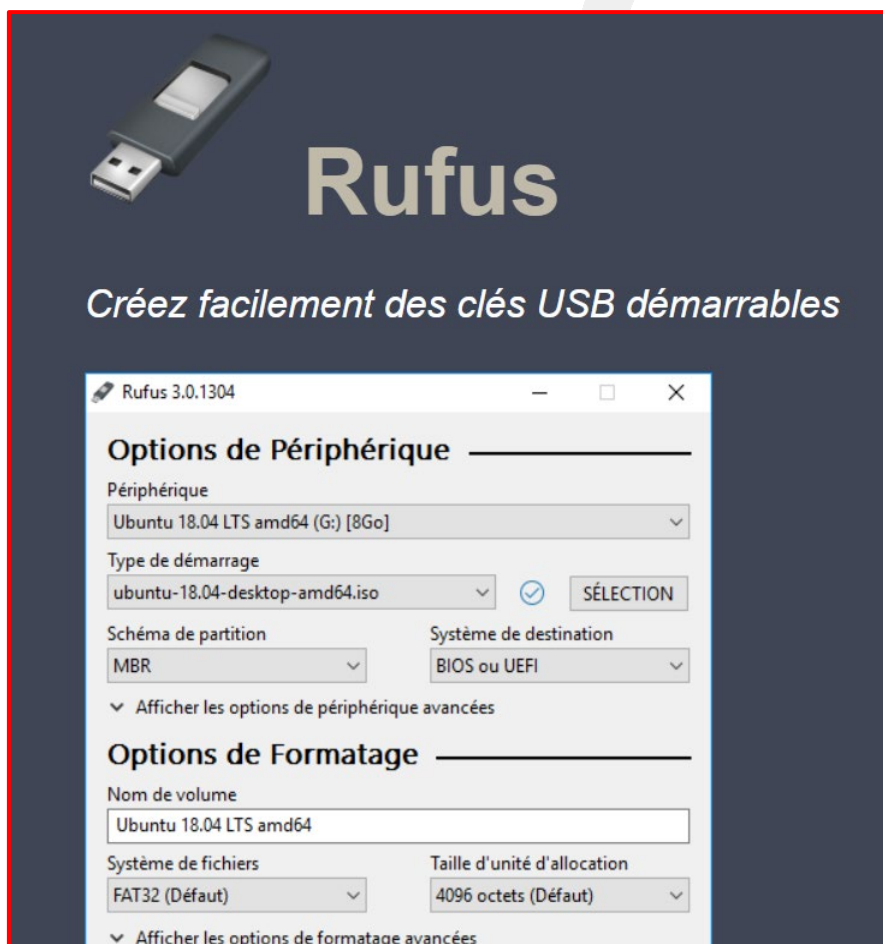 Rufus
Créez facilement des clés USB démarrables
Rufus 3.0.1304
Options de Périphérique
Périphérique
Ubuntu 18.04 LTS amd64 (G:) [8Go]
Type de démarrage
ubuntu-18.04-desktop-amd64.iso SÉLECTION
Schéma de partition Système de destination
MBR BIOS ou UEFI
Afficher les options de périphérique avancées
Options de Formatage
Nom de volume
Ubuntu 18.04 LTS amd64
Système de fichiers Taille d'unité d'allocation
FAT32 (Défaut) 4096 octets (Défaut)
Afficher les options de formatage avancées